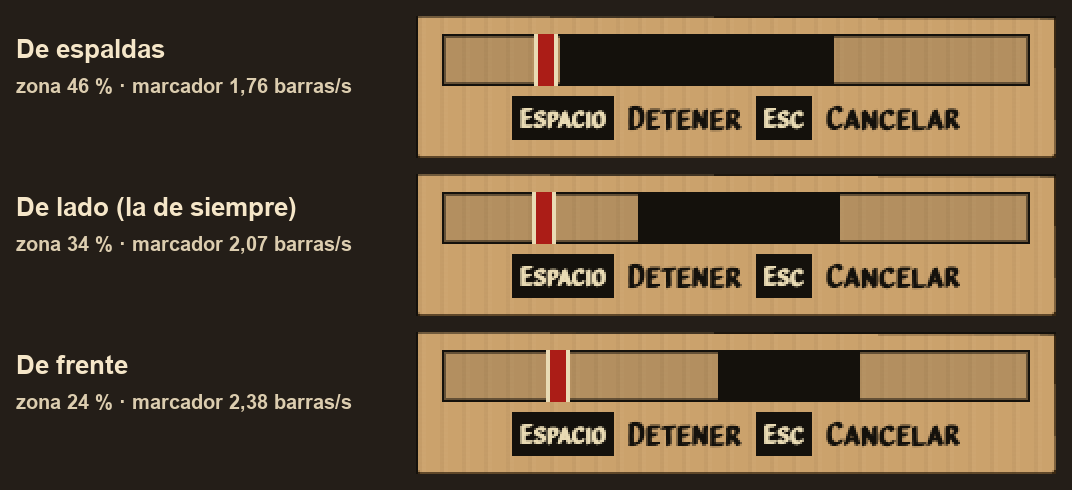 De espaldas
zona 46 % · marcador 1,76 barras/s
ESPACIO DETENER ESC CANCELAR
De lado (la de siempre)
zona 34 % · marcador 2,07 barras/s
ESPACIO DETENER ESC CANCELAR
De frente
zona 24 % · marcador 2,38 barras/s
ESPACIO DETENER ESC CANCELAR